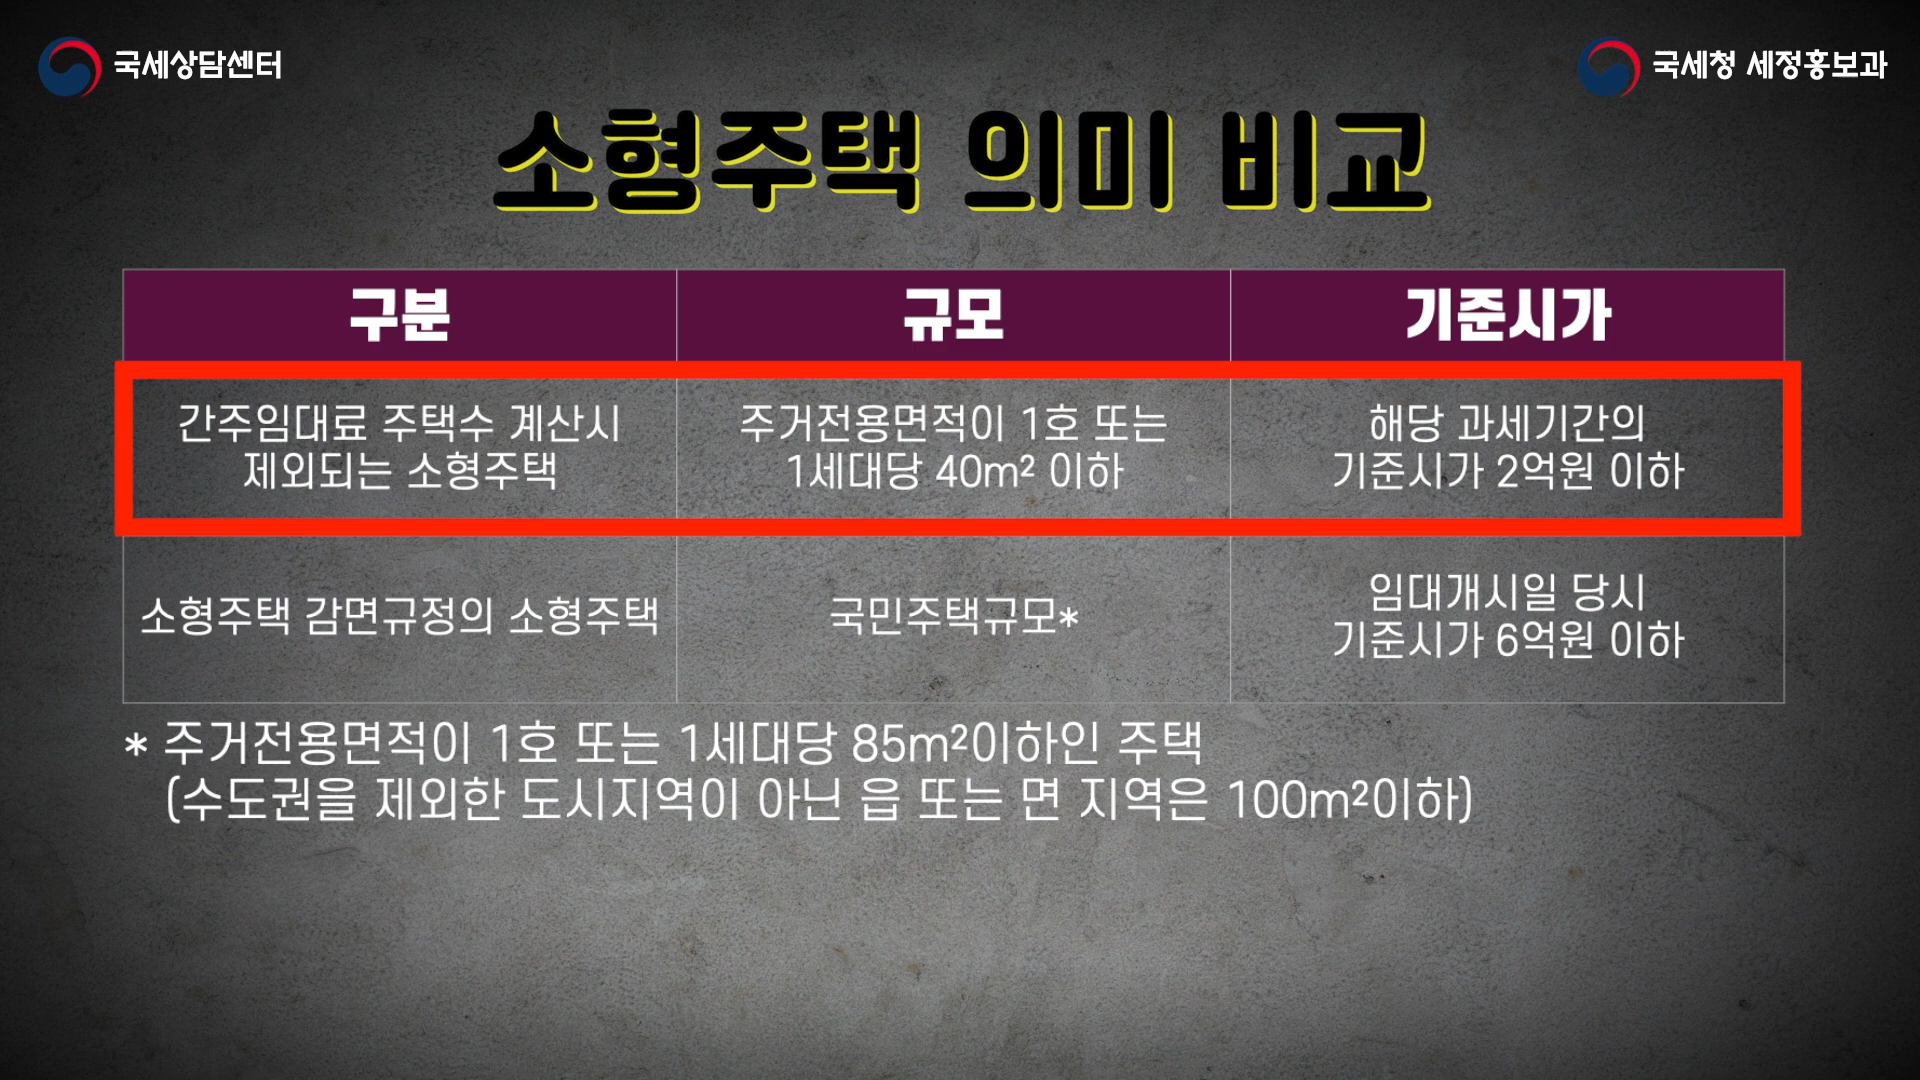 국세상담센터
국세청 세정홍보과
소형주택 의미 비교
구분
규모
기준시가
간주임대료 주택수 계산시
제외되는 소형주택
주거전용면적이 1호 또는
1세대당 40m² 이하
해당 과세기간의
기준시가 2억원 이하
소형주택 감면규정의 소형주택
국민주택규모*
임대개시일 당시
기준시가 6억원 이하
* 주거전용면적이 1호 또는 1세대당 85m²이하인 주택
(수도권을 제외한 도시지역이 아닌 읍 또는 면 지역은 100m²이하)